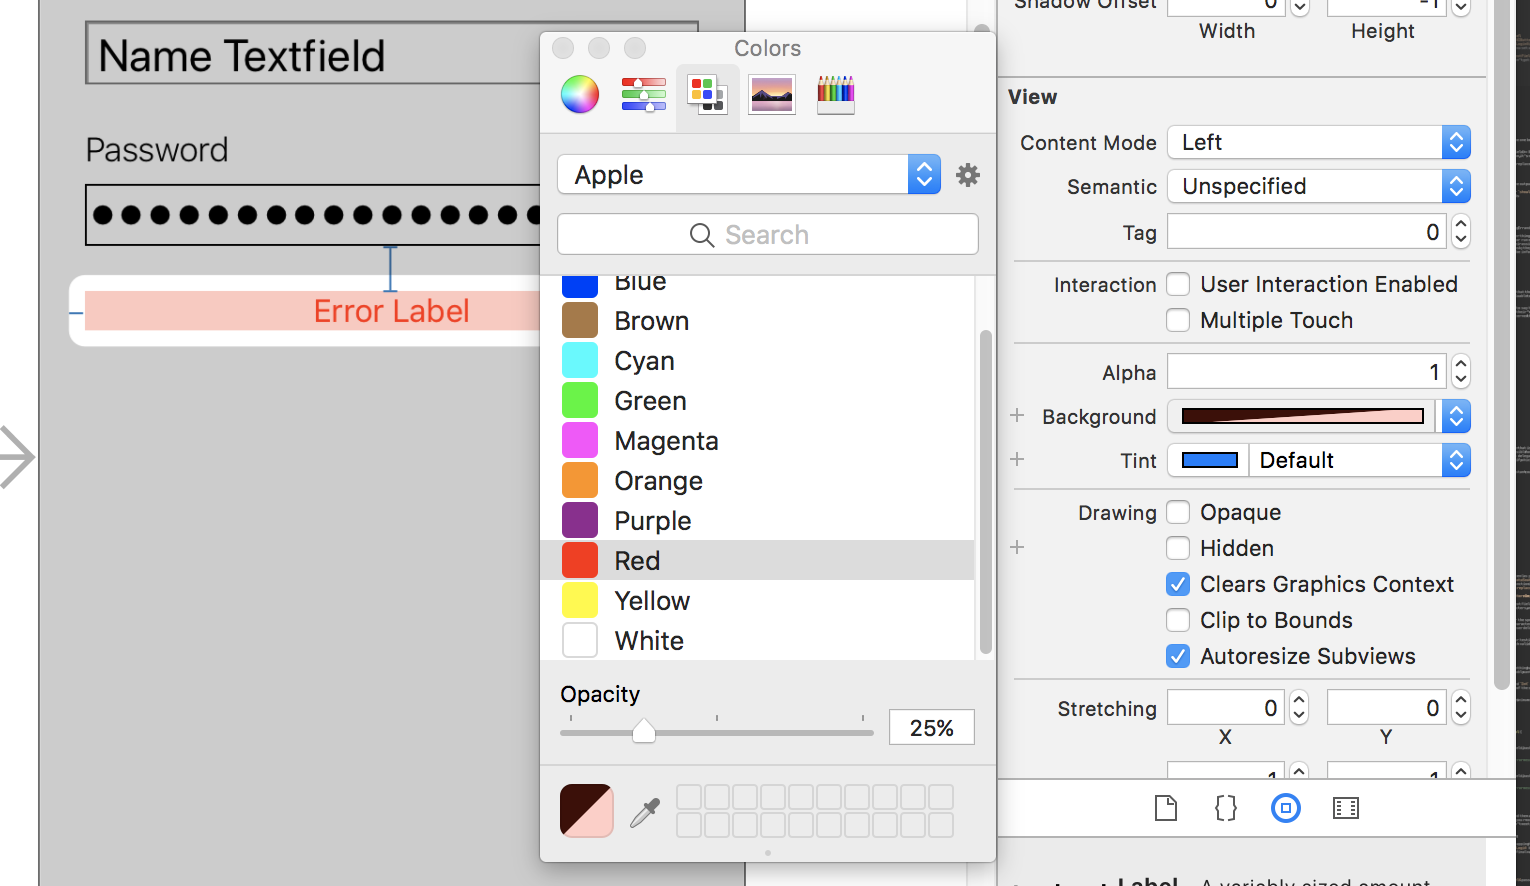 Name Textfield
Password
Error Label
Colors
Apple
Search
Blue
Brown
Cyan
Green
Magenta
Orange
Purple
Red
Yellow
White
Opacity
25%
Shadow Offset 0 -1
Width Height
View
Content Mode Left
Semantic Unspecified
Tag 0
Interaction User Interaction Enabled
Multiple Touch
Alpha 1
Background
Tint Default
Drawing Opaque
Hidden
Clears Graphics Context
Clip to Bounds
Autoresize Subviews
Stretching 0 0
X Y
1 1
{}
Label A variably sized amount